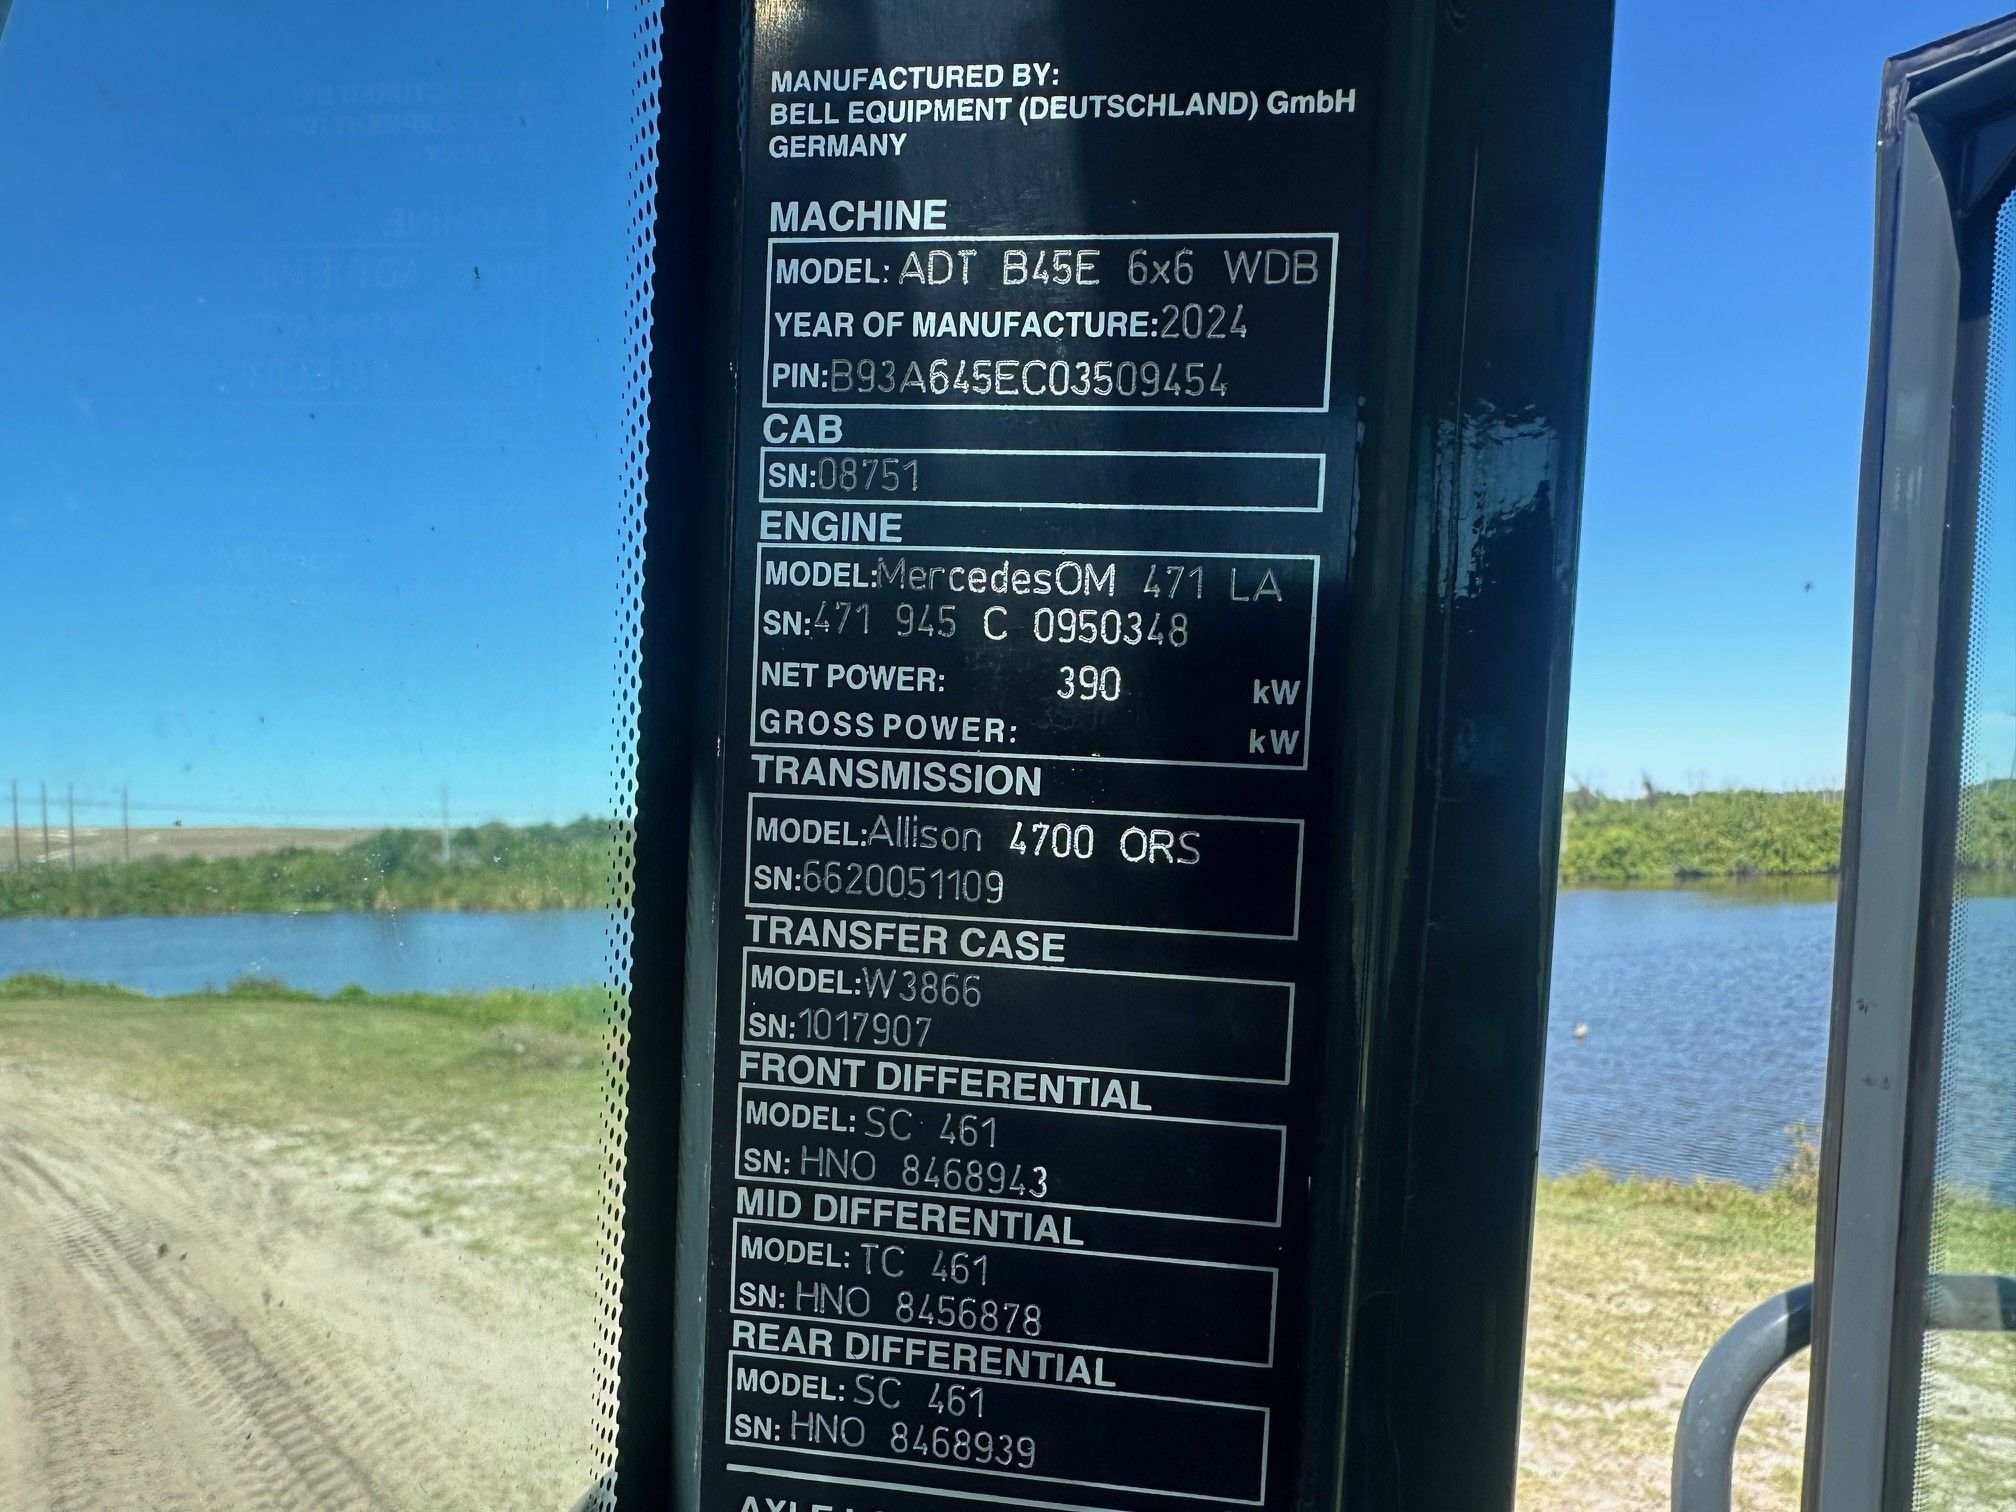 MANUFACTURED BY:
BELL EQUIPMENT (DEUTSCHLAND) GmbH
GERMANY
MACHINE
MODEL: ADT B45E 6x6 WDB
YEAR OF MANUFACTURE: 2024
PIN: B93A645EC03509454
CAB
SN: 08751
ENGINE
MODEL: MercedesOM 471 LA
SN: 471 945 C 0950348
NET POWER: 390 kW
GROSS POWER: kW
TRANSMISSION
MODEL: Allison 4700 ORS
SN: 6620051109
TRANSFER CASE
MODEL: W3866
SN: 1017907
FRONT DIFFERENTIAL
MODEL: SC 461
SN: HNO 8468943
MID DIFFERENTIAL
MODEL: TC 461
SN: HNO 8456878
REAR DIFFERENTIAL
MODEL: SC 461
SN: HNO 8468939